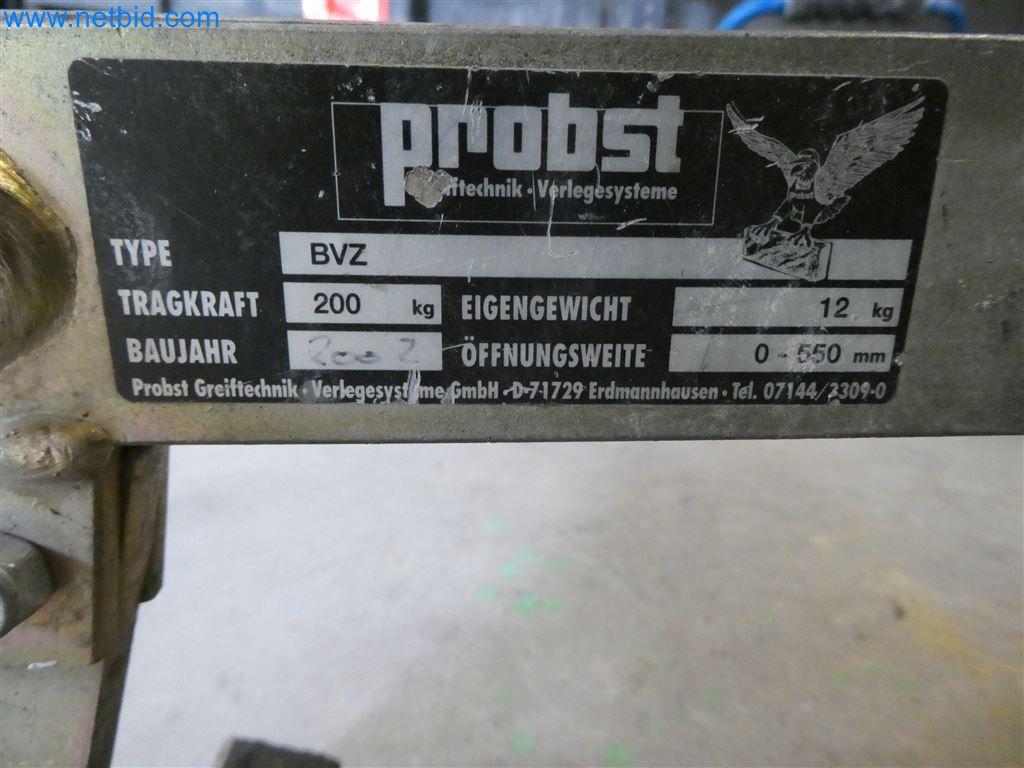 www.netbid.com
probst
Greiftechnik · Verlegesysteme
TYPE BVZ
TRAGKRAFT 200 kg EIGENGEWICHT 12 kg
BAUJAHR 2002 ÖFFNUNGSWEITE 0 - 550 mm
Probst Greiftechnik · Verlegesysteme GmbH · D-71729 Erdmannhausen · Tel. 07144/3309-0